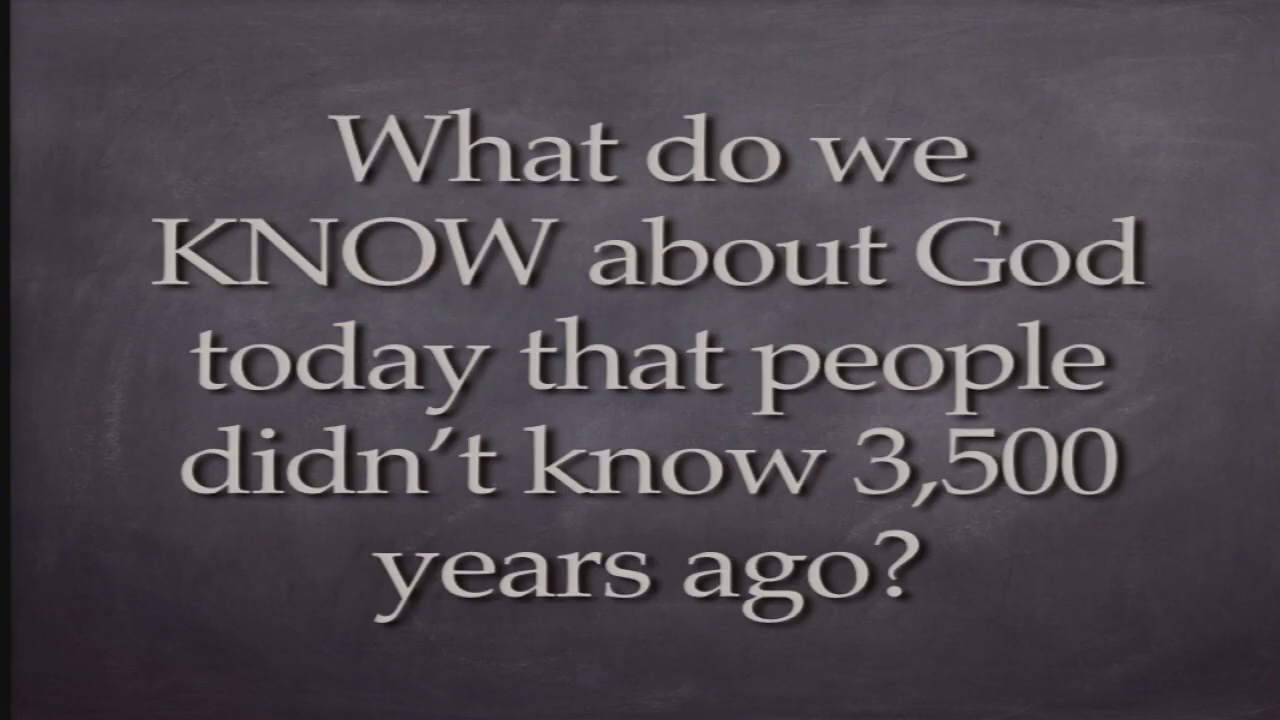 What do we
KNOW about God
today that people
didn’t know 3,500
years ago?